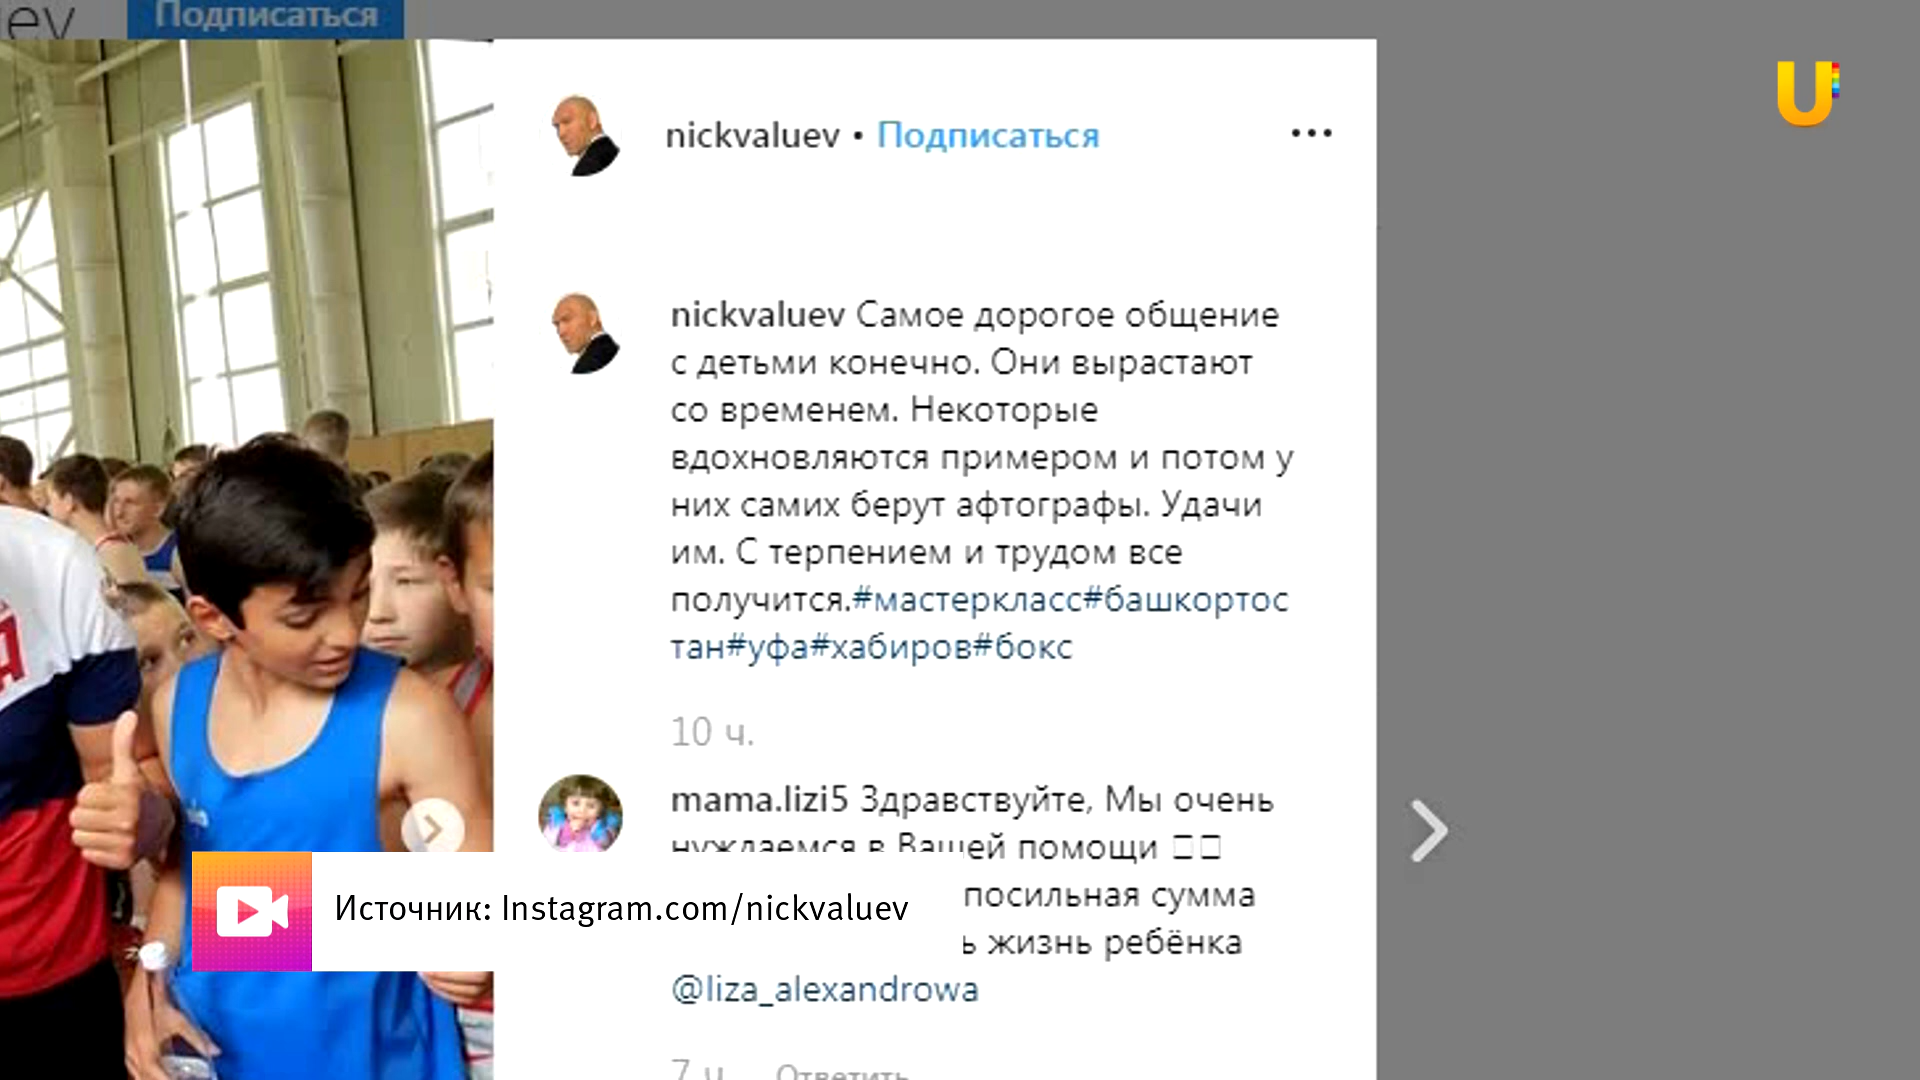 Подписаться
nickvaluev • Подписаться
nickvaluev Самое дорогое общение
с детьми конечно. Они вырастают
со временем. Некоторые
вдохновляются примером и потом у
них самих берут афтографы. Удачи
им. С терпением и трудом все
получится.#мастеркласс#башкортос
тан#уфа#хабиров#бокс
10 ч.
mama.lizi5 Здравствуйте, Мы очень
нуждаемся в Вашей помощи
посильная сумма
жизнь ребёнка
@liza_alexandrowa
7 ч. Ответить
Источник: Instagram.com/nickvaluev
U